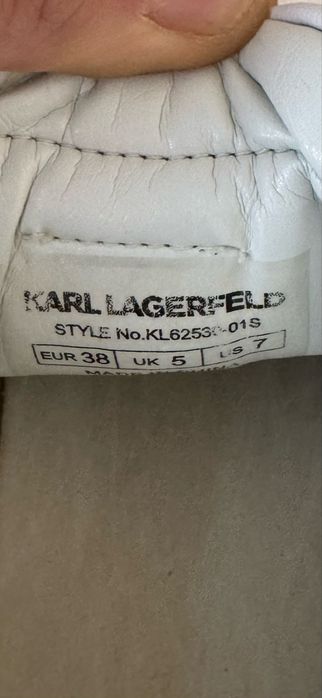 KARL LAGERFELD
STYLE No.KL62530-01S
EUR 38 UK 5 US 7